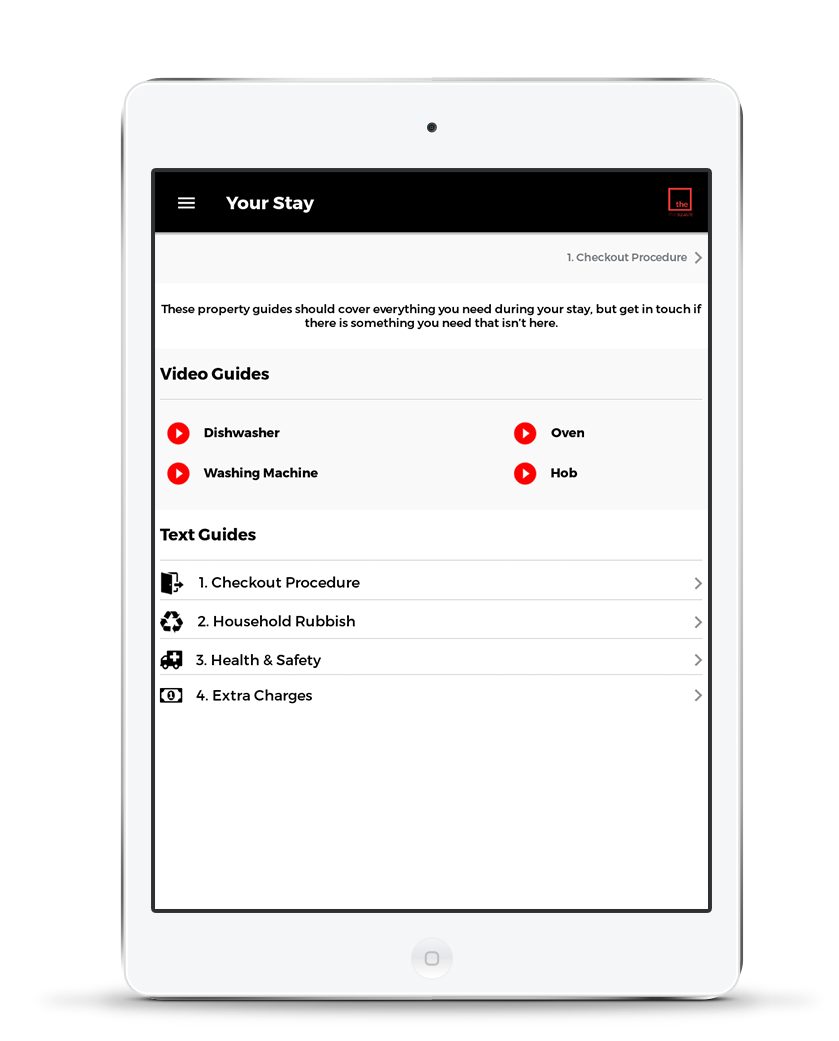 Your Stay
the
1. Checkout Procedure
These property guides should cover everything you need during your stay, but get in touch if
there is something you need that isn't here.
Video Guides
Dishwasher
Oven
Washing Machine
Hob
Text Guides
1. Checkout Procedure
2. Household Rubbish
3. Health & Safety
4. Extra Charges